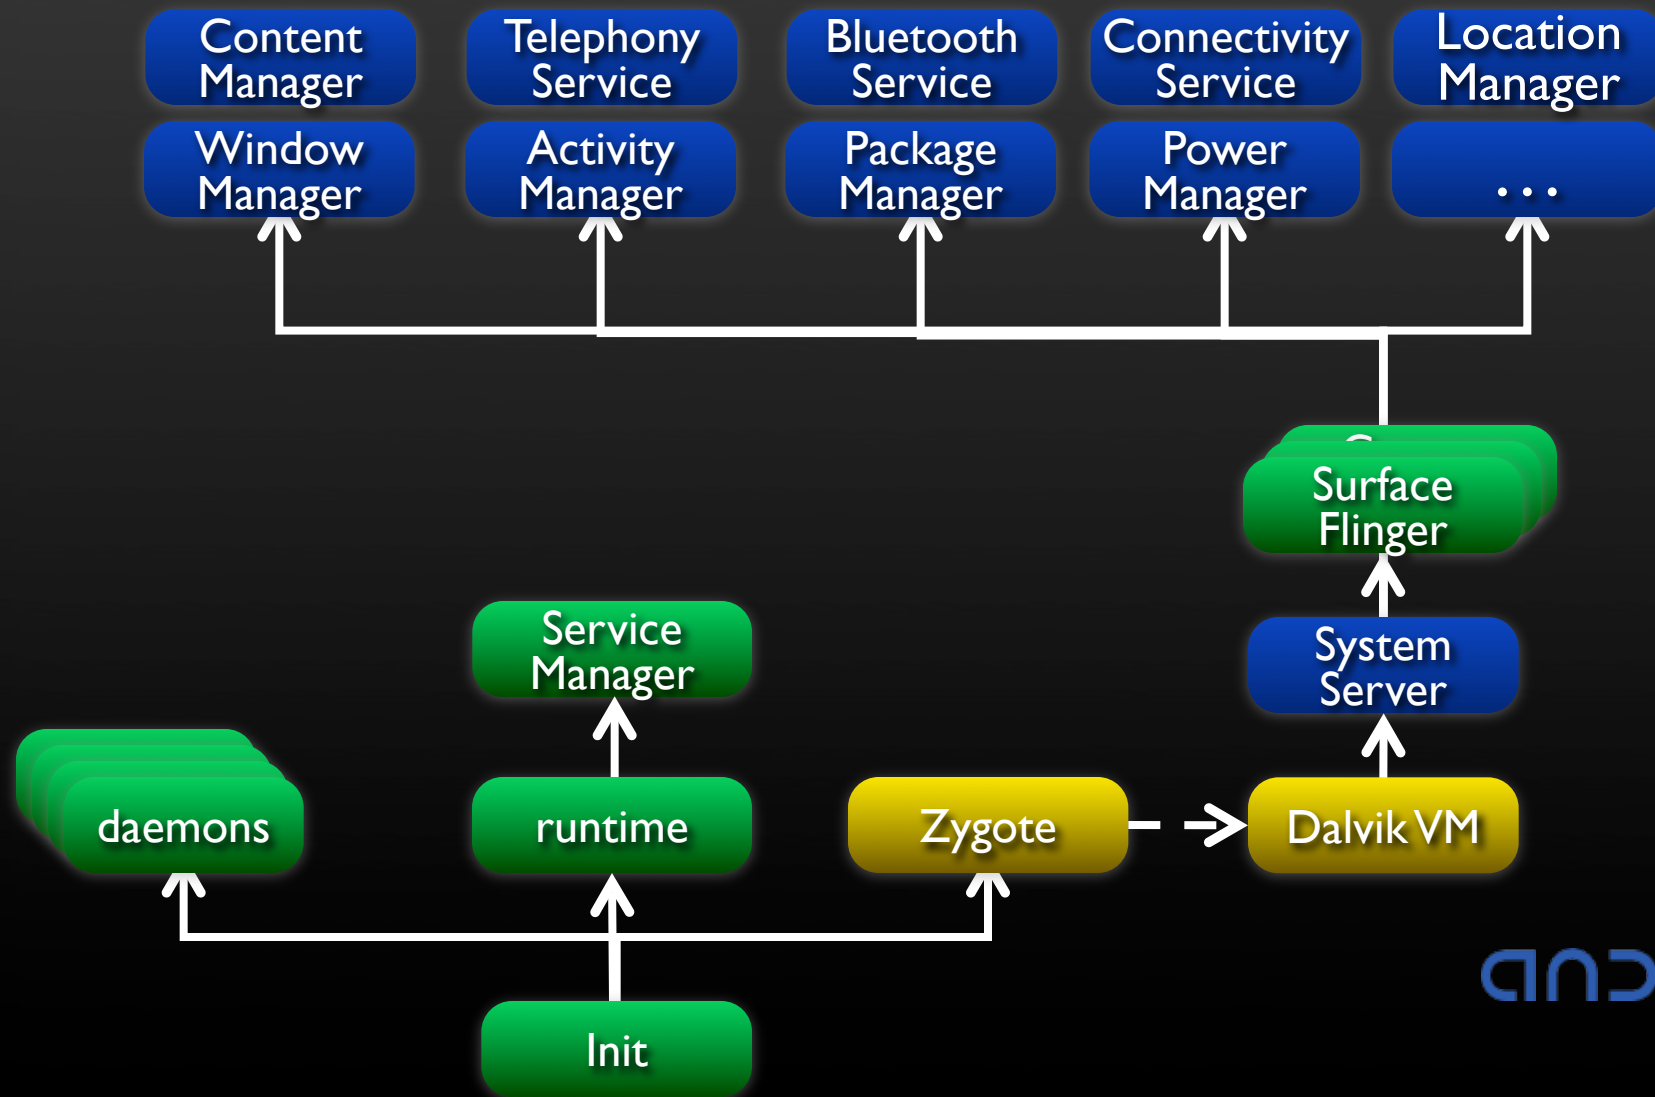 Content
Manager
Telephony
Service
Bluetooth
Service
Connectivity
Service
Location
Manager
Window
Manager
Activity
Manager
Package
Manager
Power
Manager
...
Surface
Flinger
Service
Manager
System
Server
daemons
runtime
Zygote
Dalvik VM
Init